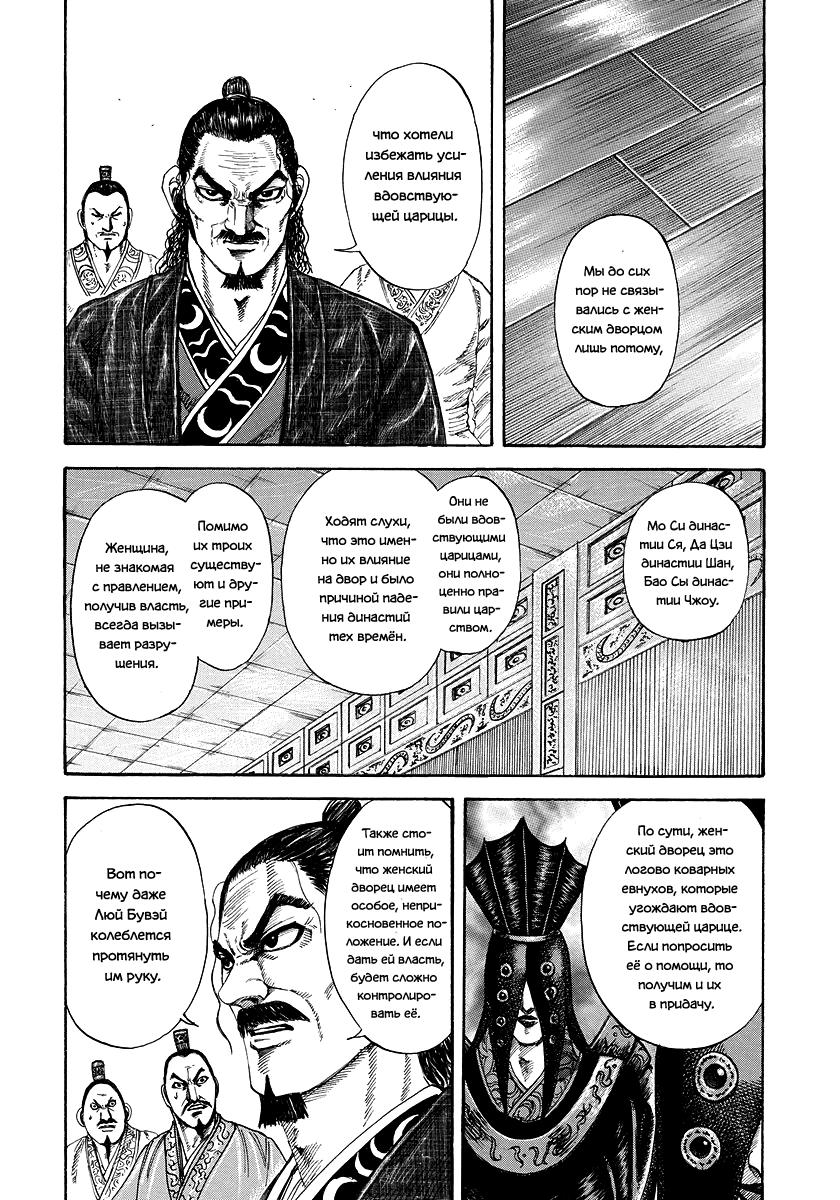 Мы до сих
пор не связы-
вались с жен-
ским дворцом
лишь потому,
что хотели
избежать уси-
ления влияния
вдовствую-
щей царицы.
Мо Си динас-
тии Ся, Да Цзи
династии Шан,
Бао Сы динас-
тии Чжоу.
Они не
были вдов-
ствующими
царицами,
они полно-
ценно пра-
вили цар-
ством.
Ходят слухи,
что это имен-
но их влияние
на двор и было
причиной паде-
ния династий
тех времён.
Помимо
их троих
существу-
ют и дру-
гие при-
меры.
Женщина,
не знакомая
с правлением,
получив власть,
всегда вызы-
вает разру-
шения.
По сути, жен-
ский дворец это
логово коварных
евнухов, которые
угождают вдов-
ствующей царице.
Если попросить
её о помощи, то
получим и их
в придачу.
Также сто-
ит помнить,
что женский
дворец имеет
особое, непри-
косновенное по-
ложение. И если
дать ей власть,
будет сложно
контролиро-
вать её.
Вот по-
чему даже
Люй Бувэй
колеблется
протянуть
им руку.